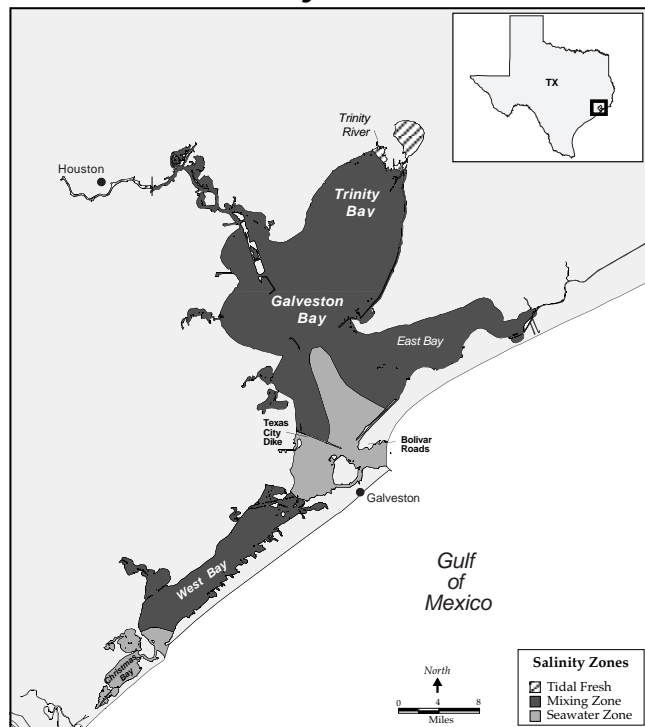 TX
Trinity
River
Houston
Trinity
Bay
Galveston
Bay
East Bay
Texas
City
Dike
Bolivar
Roads
Galveston
West Bay
Gulf
of
Mexico
Christmas
Bay
North
0 4 8
Miles
Salinity Zones
Tidal Fresh
Mixing Zone
Seawater Zone